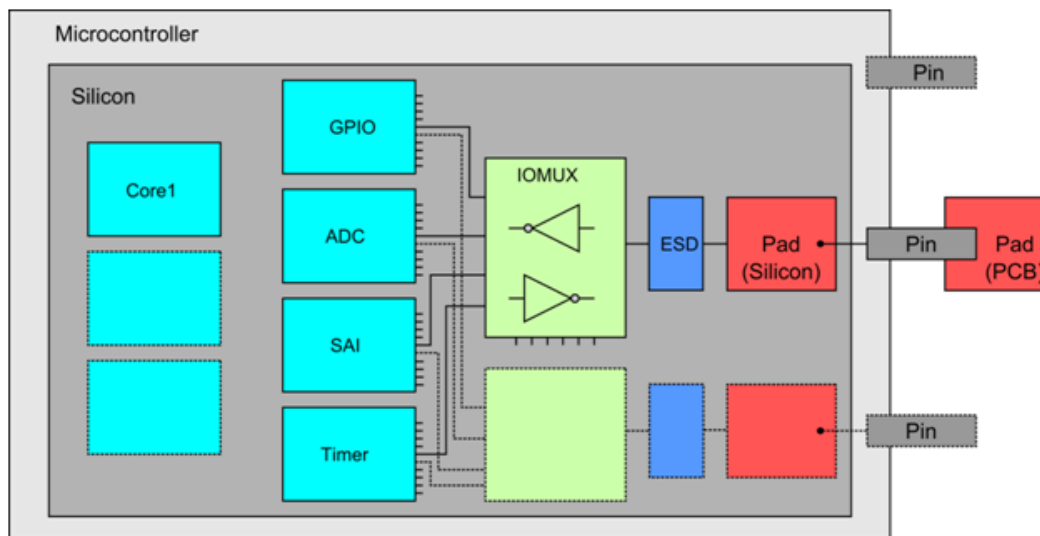 Microcontroller
Silicon
Core1
GPIO
ADC
SAI
Timer
IOMUX
ESD
Pad
(Silicon)
Pin
Pin
Pad
(PCB)
Pin